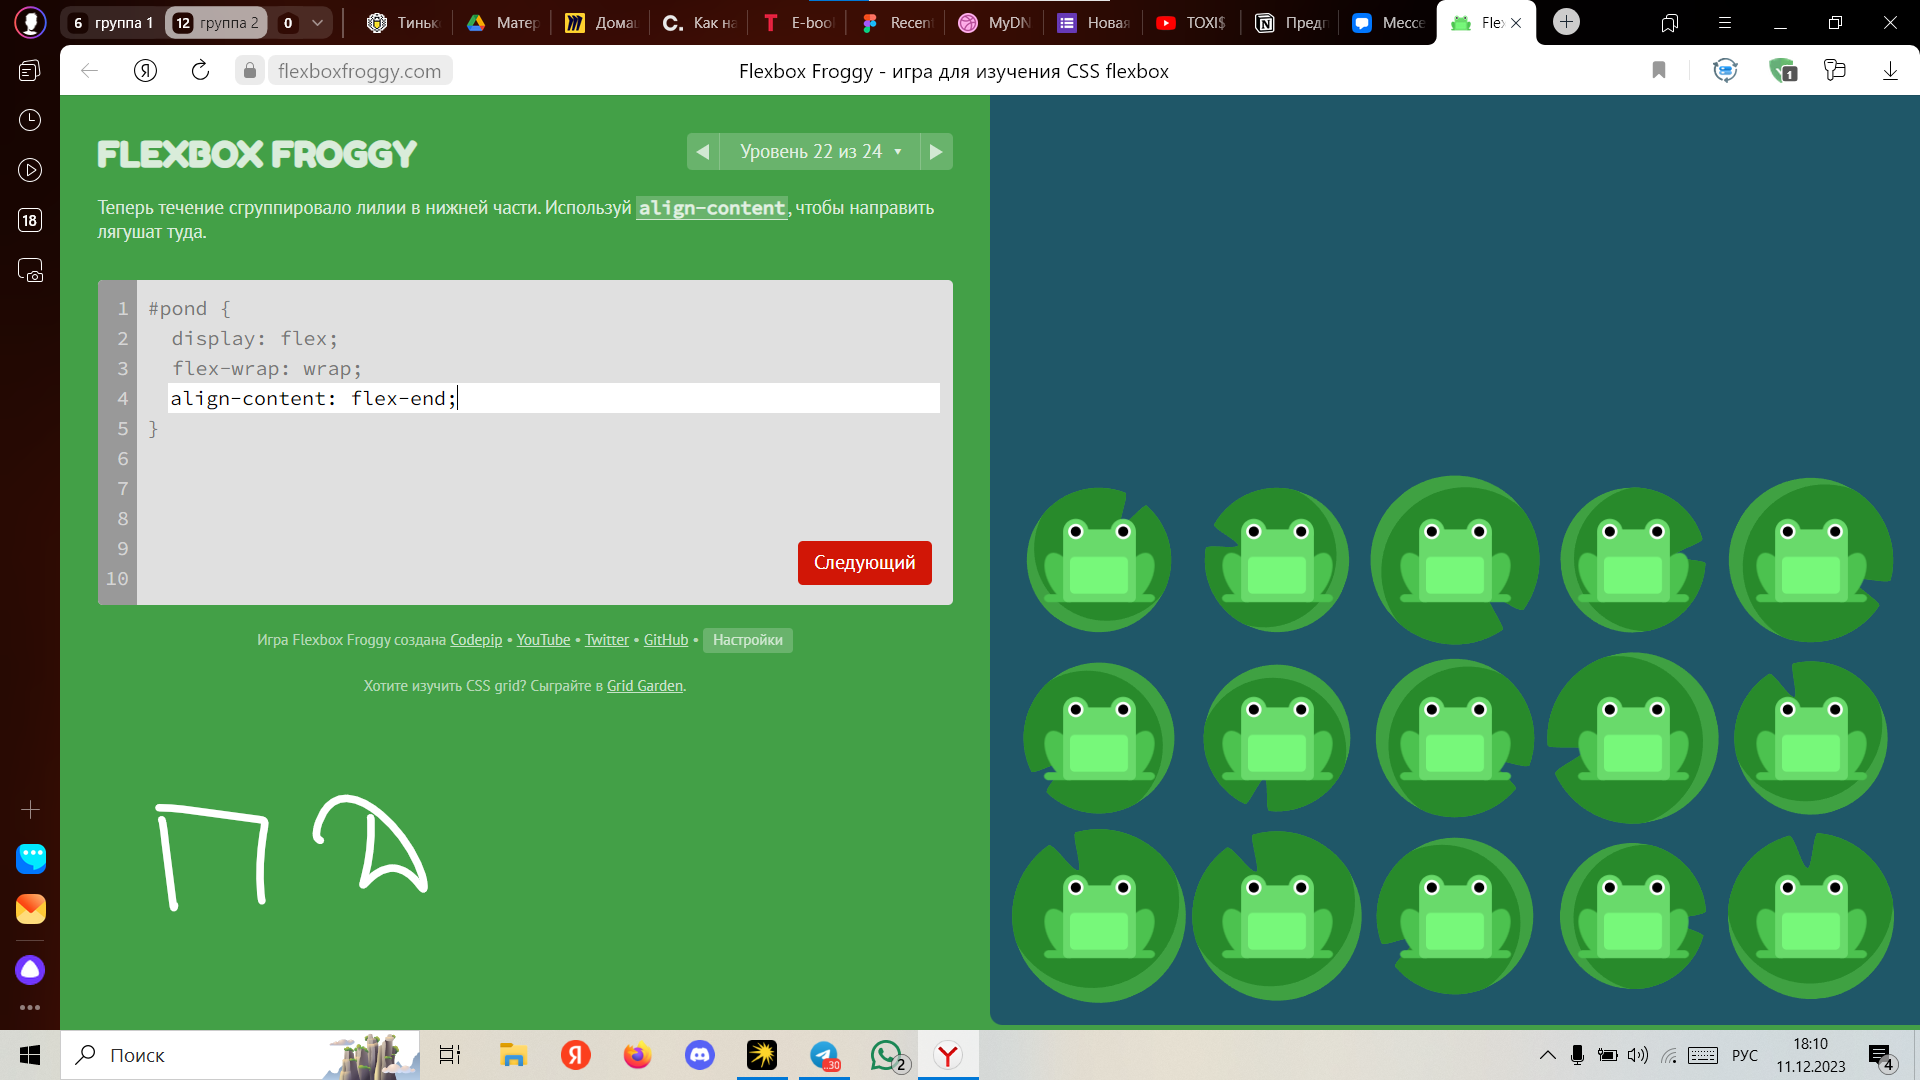 6 группа 1 12 группа 2 0 Тинь Матер Дома Как на E-boo Recen MyDN Новая TOXI$ Предл Мессе Fle
flexboxfroggy.com Flexbox Froggy - игра для изучения CSS flexbox 1
18
FLEXBOX FROGGY
Уровень 22 из 24
Теперь течение сгруппировало лилии в нижней части. Используй align-content, чтобы направить
лягушат туда.
1 #pond {
2 display: flex;
3 flex-wrap: wrap;
4 align-content: flex-end;
5 }
6
7
8
9
10
Следующий
Игра Flexbox Froggy создана Codepip • YouTube • Twitter • GitHub • Настройки
Хотите изучить CSS grid? Сыграйте в Grid Garden.
Поиск
..30
2
РУС
18:10
11.12.2023
4